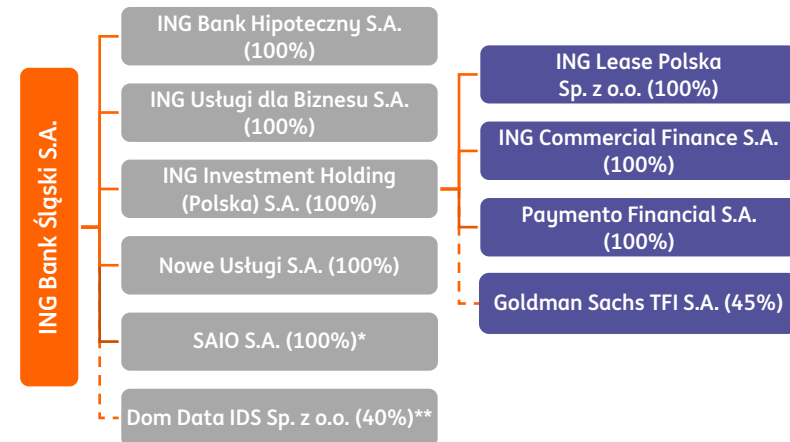 ING Bank Śląski S.A.
ING Bank Hipoteczny S.A.
(100%)
ING Usługi dla Biznesu S.A.
(100%)
ING Investment Holding
(Polska) S.A. (100%)
Nowe Usługi S.A. (100%)
SAIO S.A. (100%)*
Dom Data IDS Sp. z o.o. (40%)**
ING Lease Polska
Sp. z o.o. (100%)
ING Commercial Finance S.A.
(100%)
Paymento Financial S.A.
(100%)
Goldman Sachs TFI S.A. (45%)